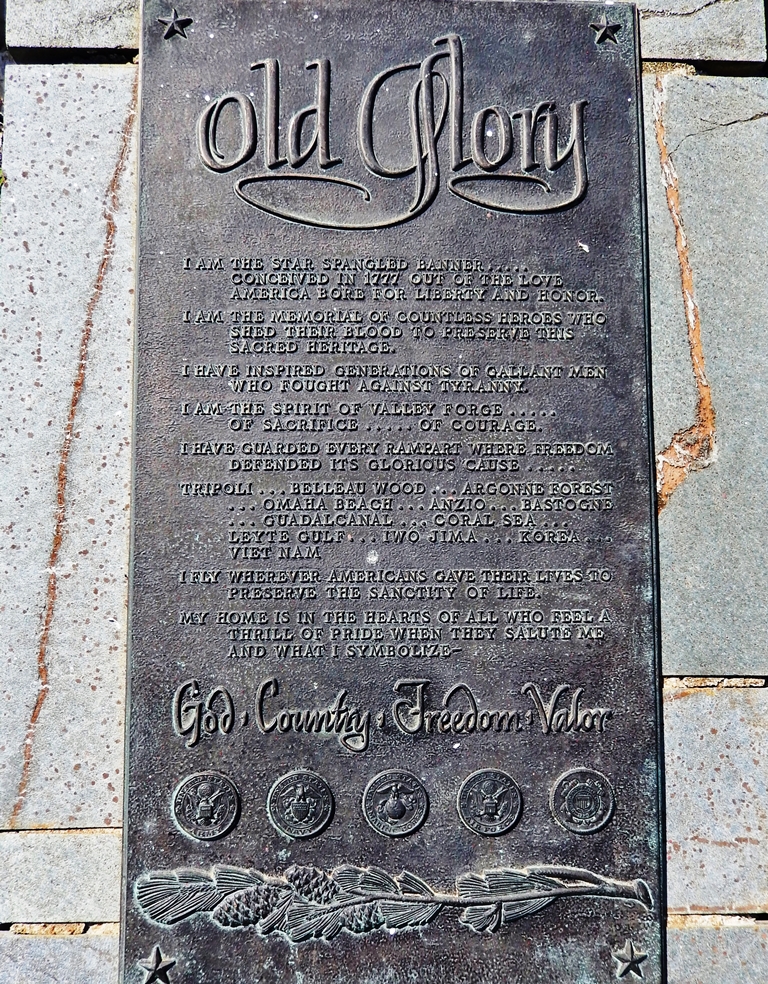 Old Glory
I AM THE STAR SPANGLED BANNER .....
CONCEIVED IN 1777 OUT OF THE LOVE
AMERICA BORE FOR LIBERTY AND HONOR.
I AM THE MEMORIAL OF COUNTLESS HEROES WHO
SHED THEIR BLOOD TO PRESERVE THIS
SACRED HERITAGE.
I HAVE INSPIRED GENERATIONS OF GALLANT MEN
WHO FOUGHT AGAINST TYRANNY.
I AM THE SPIRIT OF VALLEY FORGE .....
OF SACRIFICE ..... OF COURAGE.
I HAVE GUARDED EVERY RAMPART WHERE FREEDOM
DEFENDED ITS GLORIOUS CAUSE .....
TRIPOLI ... BELLEAU WOOD ... ARGONNE FOREST
... OMAHA BEACH ... ANZIO ... BASTOGNE
... GUADALCANAL ... CORAL SEA ...
LEYTE GULF ... IWO JIMA ... KOREA ...
VIET NAM
I FLY WHEREVER AMERICANS GAVE THEIR LIVES TO
PRESERVE THE SANCTITY OF LIFE.
MY HOME IS IN THE HEARTS OF ALL WHO FEEL A
THRILL OF PRIDE WHEN THEY SALUTE ME
AND WHAT I SYMBOLIZE-
God · Country · Freedom · Valor